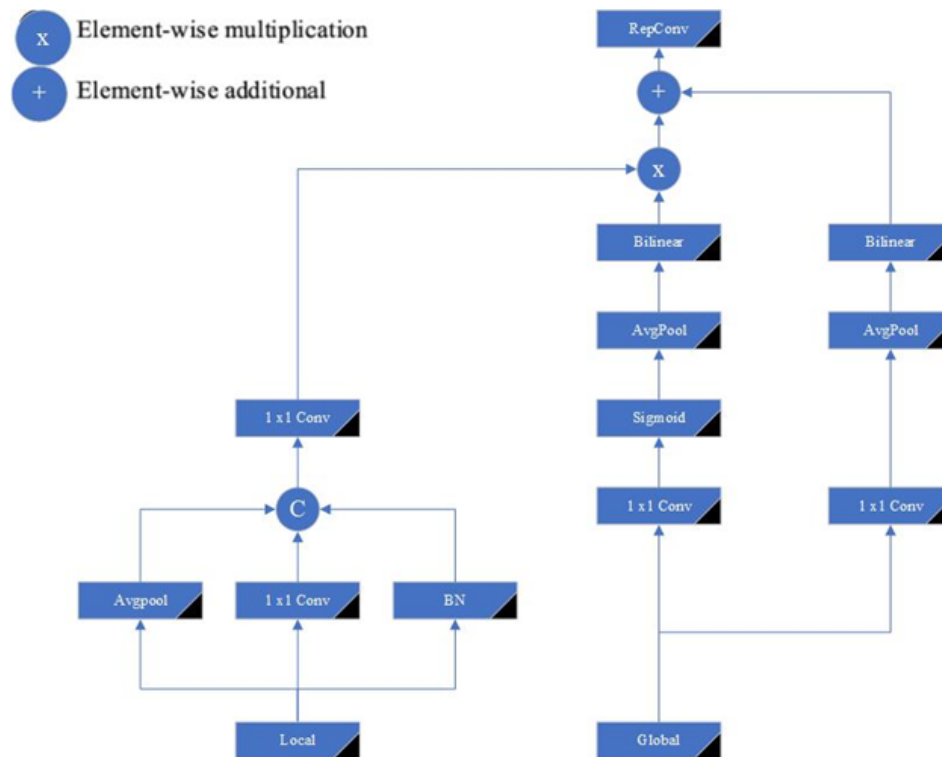 x Element-wise multiplication
+ Element-wise additional
RepConv
+
x
Bilinear Bilinear
AvgPool AvgPool
1 x1 Conv Sigmoid
C 1 x1 Conv 1 x1 Conv
Avgpool 1 x1 Conv BN
Local Global